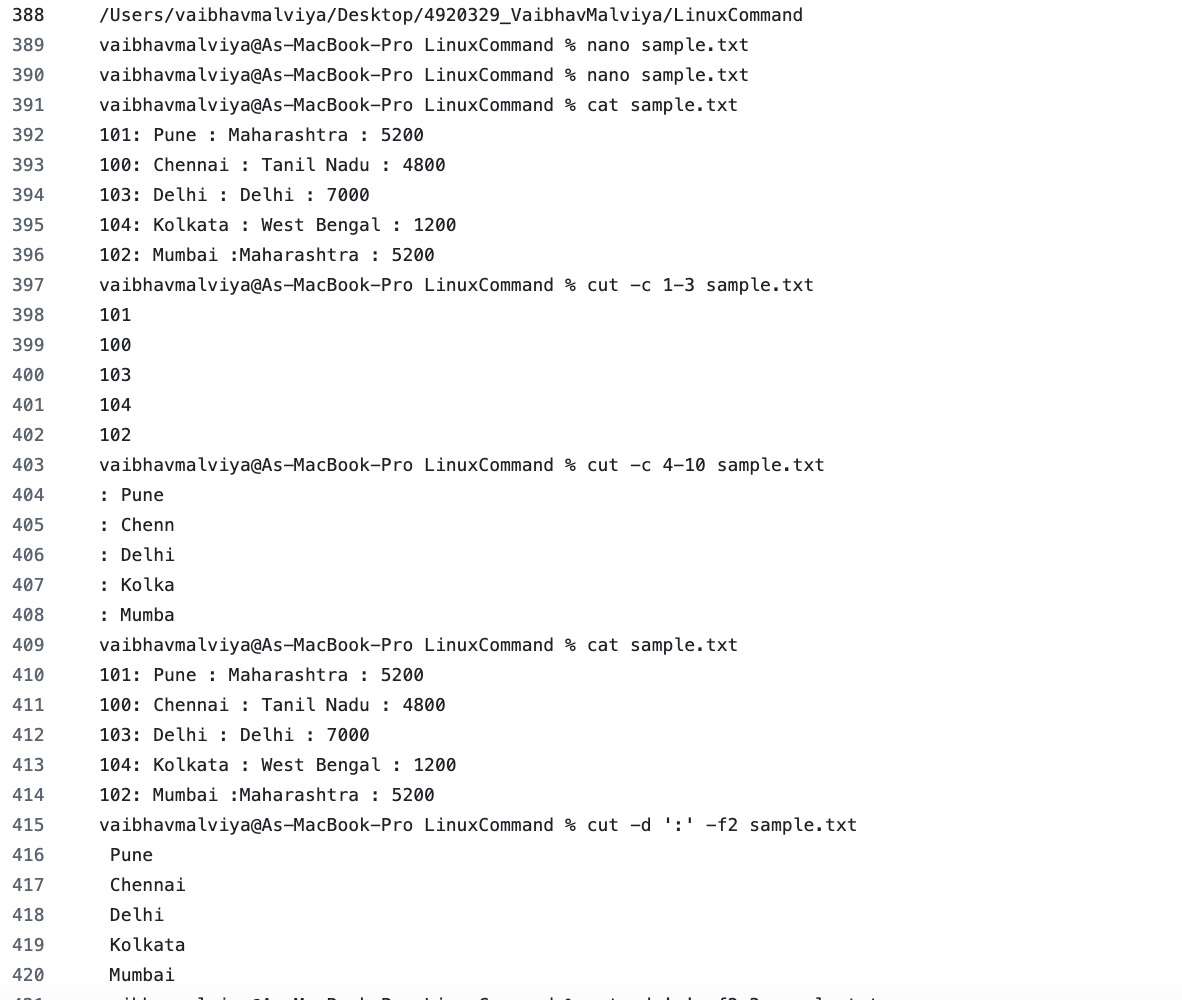 388 /Users/vaibhavmalviya/Desktop/4920329_VaibhavMalviya/LinuxCommand
389 vaibhavmalviya@As-MacBook-Pro LinuxCommand % nano sample.txt
390 vaibhavmalviya@As-MacBook-Pro LinuxCommand % nano sample.txt
391 vaibhavmalviya@As-MacBook-Pro LinuxCommand % cat sample.txt
392 101: Pune : Maharashtra : 5200
393 100: Chennai : Tanil Nadu : 4800
394 103: Delhi : Delhi : 7000
395 104: Kolkata : West Bengal : 1200
396 102: Mumbai :Maharashtra : 5200
397 vaibhavmalviya@As-MacBook-Pro LinuxCommand % cut -c 1-3 sample.txt
398 101
399 100
400 103
401 104
402 102
403 vaibhavmalviya@As-MacBook-Pro LinuxCommand % cut -c 4-10 sample.txt
404 : Pune
405 : Chenn
406 : Delhi
407 : Kolka
408 : Mumba
409 vaibhavmalviya@As-MacBook-Pro LinuxCommand % cat sample.txt
410 101: Pune : Maharashtra : 5200
411 100: Chennai : Tanil Nadu : 4800
412 103: Delhi : Delhi : 7000
413 104: Kolkata : West Bengal : 1200
414 102: Mumbai :Maharashtra : 5200
415 vaibhavmalviya@As-MacBook-Pro LinuxCommand % cut -d ':' -f2 sample.txt
416 Pune
417 Chennai
418 Delhi
419 Kolkata
420 Mumbai